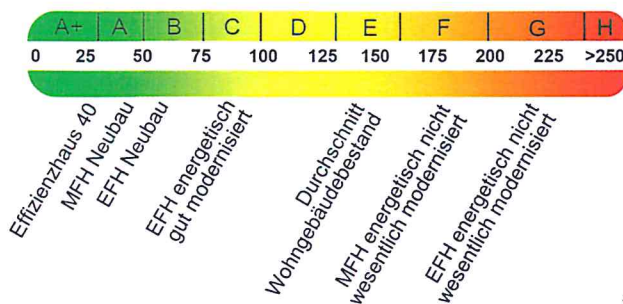 A+ A B C D E F G H
0 25 50 75 100 125 150 175 200 225 >250
Effizienzhaus 40
MFH Neubau
EFH Neubau
EFH energetisch
gut modernisiert
Durchschnitt
Wohngebäudebestand
MFH energetisch nicht
wesentlich modernisiert
EFH energetisch nicht
wesentlich modernisiert